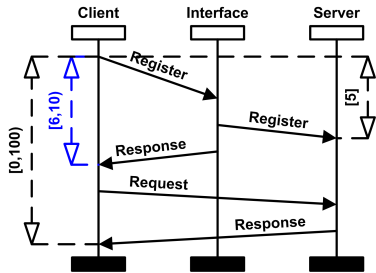 Client Interface Server
Register
[6,10)
[5]
[0,100)
Register
Response
Request
Response